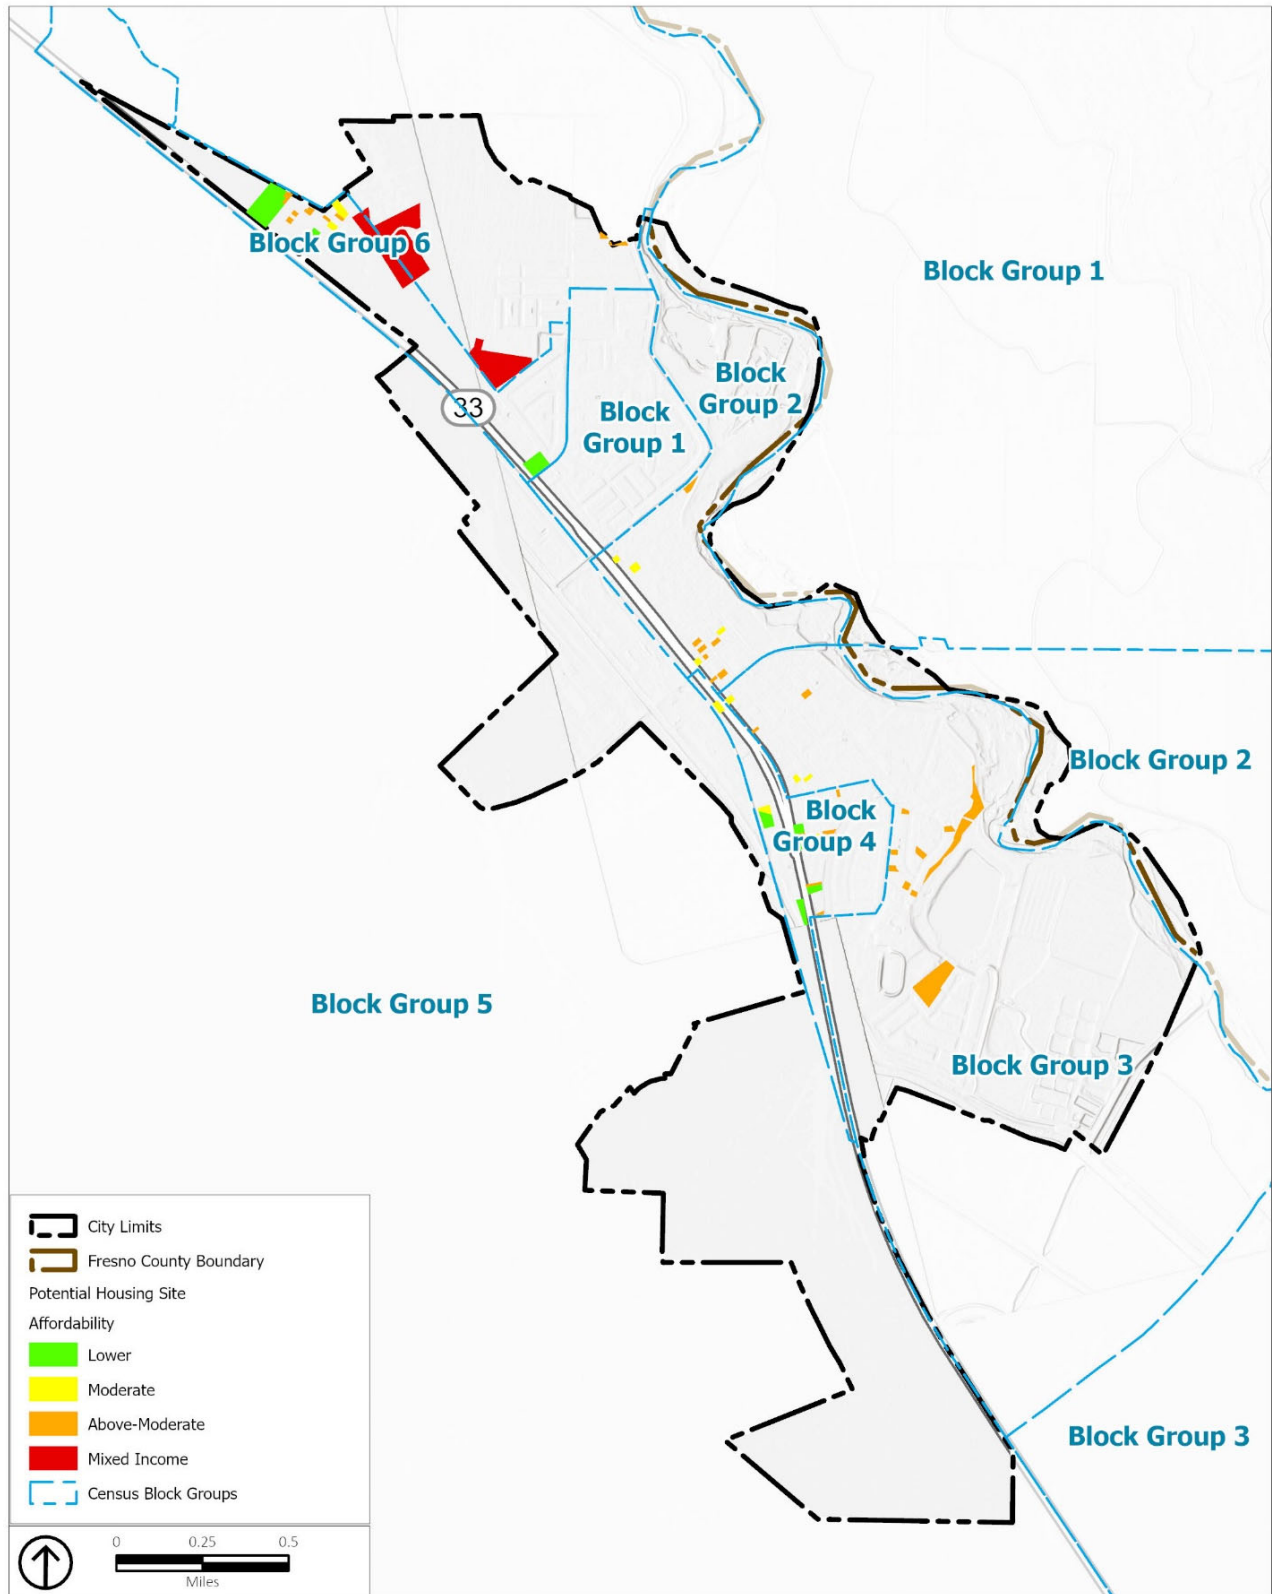 Block Group 6
Block Group 1
Block
Group 2
Block
Group 1
33
Block Group 2
Block
Group 4
Block Group 5
Block Group 3
Block Group 3
City Limits
Fresno County Boundary
Potential Housing Site
Affordability
Lower
Moderate
Above-Moderate
Mixed Income
Census Block Groups
0 0.25 0.5
Miles